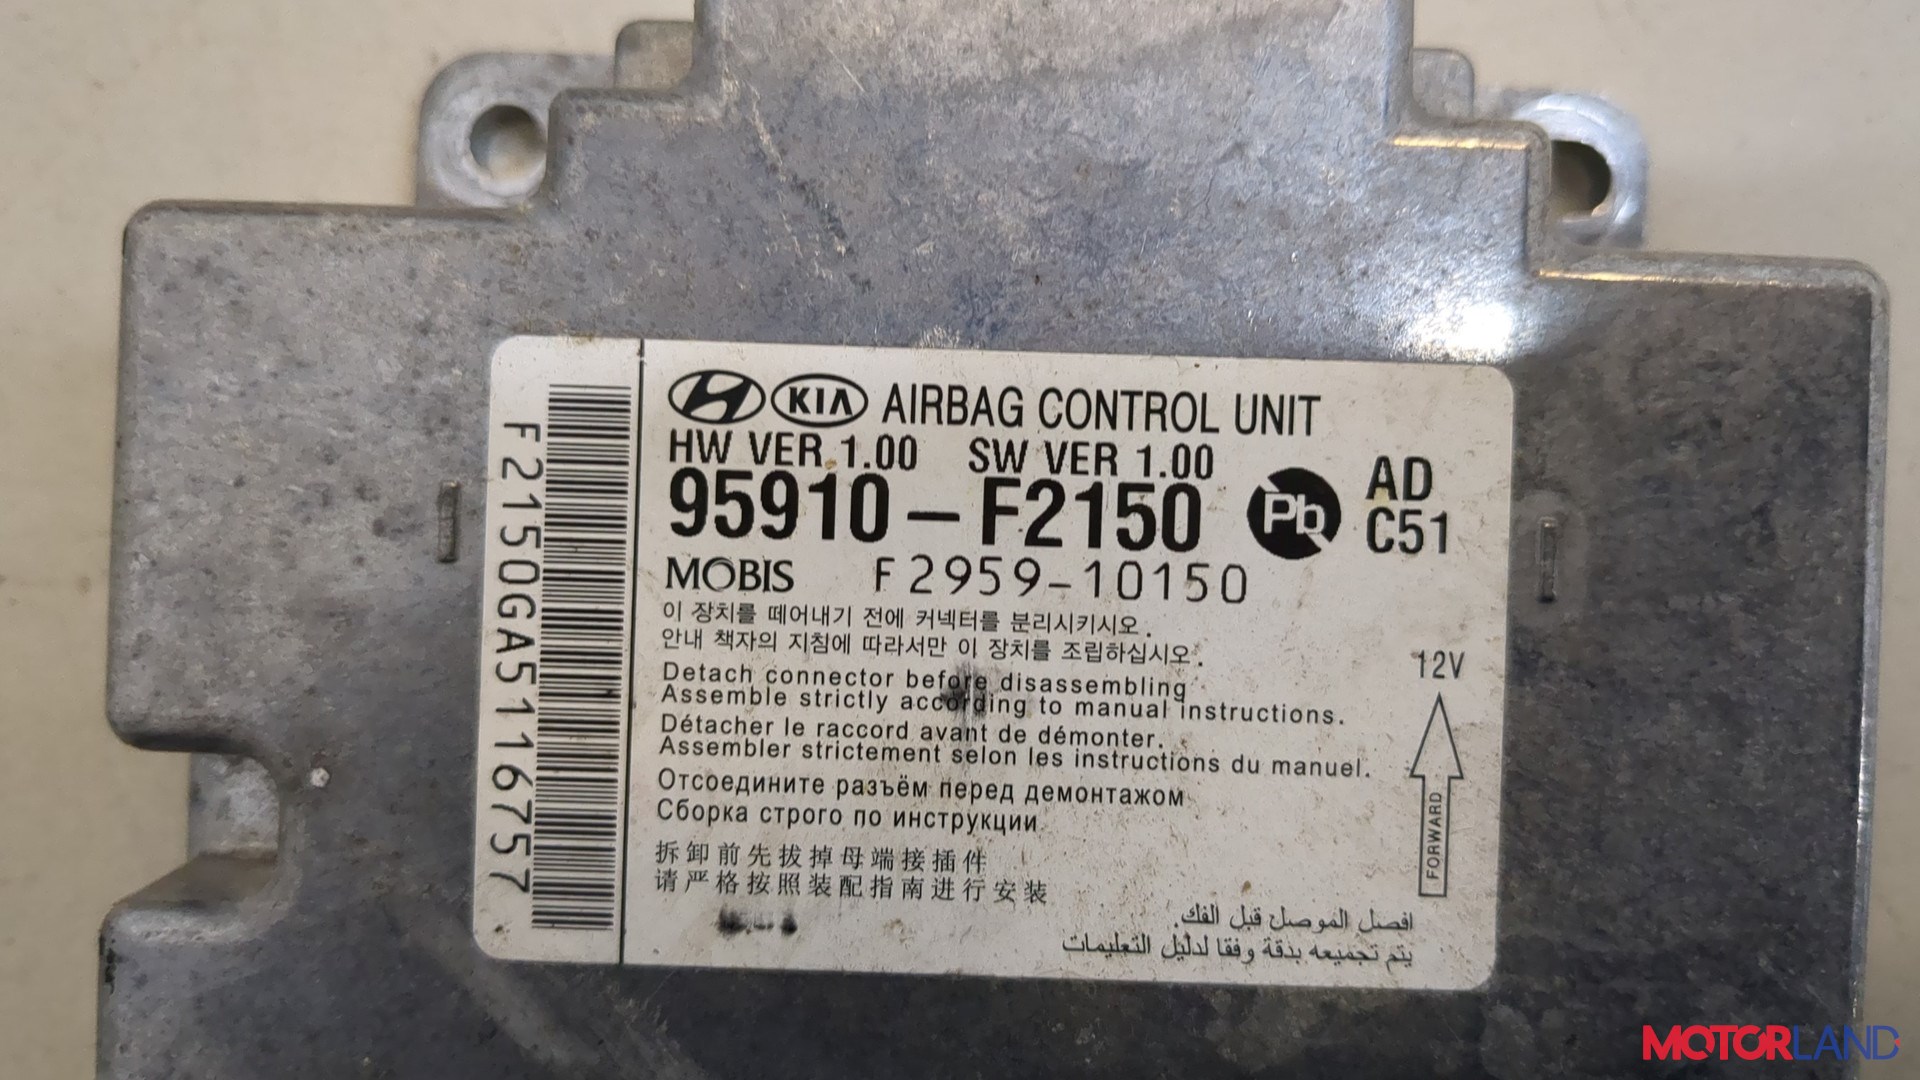 F2150GA5116757
KIA AIRBAG CONTROL UNIT
HW VER 1.00 SW VER 1.00
95910-F2150 Pb AD
C51
MOBIS F2959-10150
이 장치를 떼어내기 전에 커넥터를 분리시키시오.
안내 책자의 지침에 따라서만 이 장치를 조립하십시오.
Detach connector before disassembling
Assemble strictly according to manual instructions.
Détacher le raccord avant de démonter.
Assembler strictement selon les instructions du manuel.
Отсоедините разъём перед демонтажом
Сборка строго по инструкции
拆卸前先拔掉母端接插件
请严格按照装配指南进行安装
افصل الموصل قبل الفك.
يتم تجميعه بدقة وفقا لدليل التعليمات
12V
FORWARD
MOTORLAND